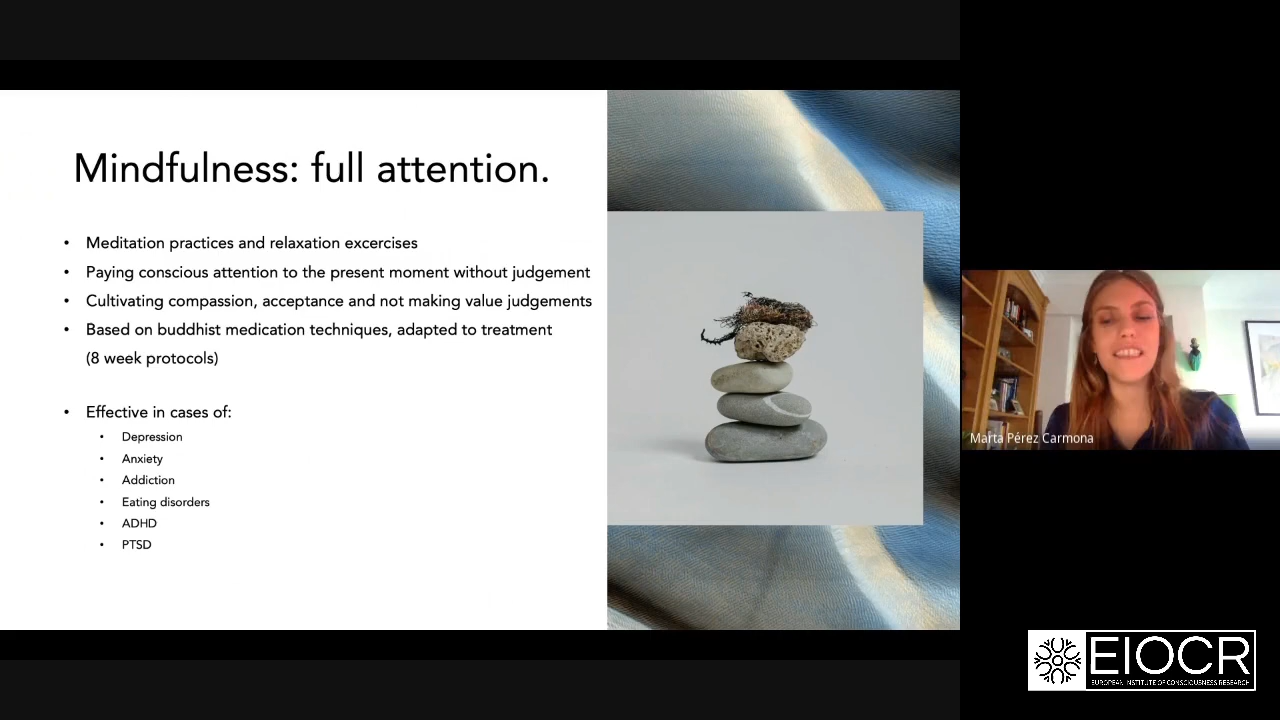 Mindfulness: full attention.
• Meditation practices and relaxation excercises
• Paying conscious attention to the present moment without judgement
• Cultivating compassion, acceptance and not making value judgements
• Based on buddhist medication techniques, adapted to treatment
(8 week protocols)
• Effective in cases of:
• Depression
• Anxiety
• Addiction
• Eating disorders
• ADHD
• PTSD
Marta Pérez Carmona
EIOCR
EUROPEAN INSTITUTE OF CONSCIOUSNESS RESEARCH